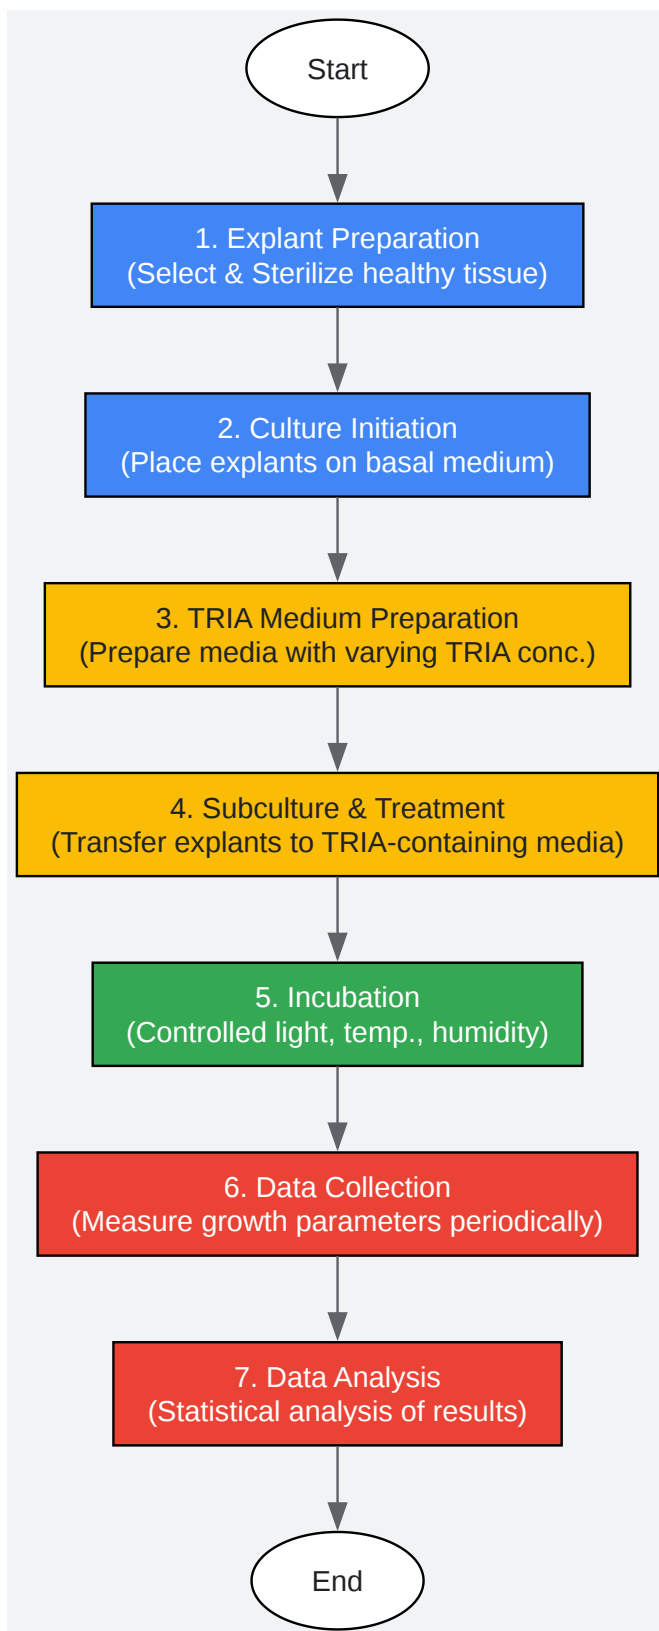 Start
1. Explant Preparation
(Select & Sterilize healthy tissue)
2. Culture Initiation
(Place explants on basal medium)
3. TRIA Medium Preparation
(Prepare media with varying TRIA conc.)
4. Subculture & Treatment
(Transfer explants to TRIA-containing media)
5. Incubation
(Controlled light, temp., humidity)
6. Data Collection
(Measure growth parameters periodically)
7. Data Analysis
(Statistical analysis of results)
End